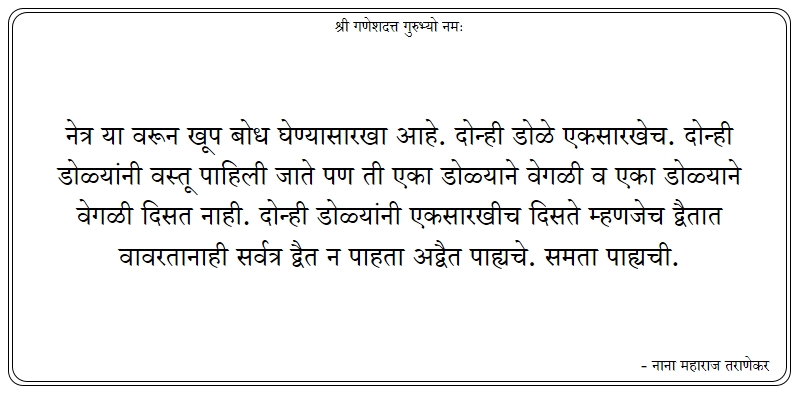 श्री गणेशदत्त गुरुभ्यो नमः
नेत्र या वरून खूप बोध घेण्यासारखा आहे. दोन्ही डोळे एकसारखेच. दोन्ही
डोळ्यांनी वस्तू पाहिली जाते पण ती एका डोळ्याने वेगळी व एका डोळ्याने
वेगळी दिसत नाही. दोन्ही डोळ्यांनी एकसारखीच दिसते म्हणजेच द्वैतात
वावरतानाही सर्वत्र द्वैत न पाहता अद्वैत पाह्यचे. समता पाह्यची.
- नाना महाराज तराणेकर